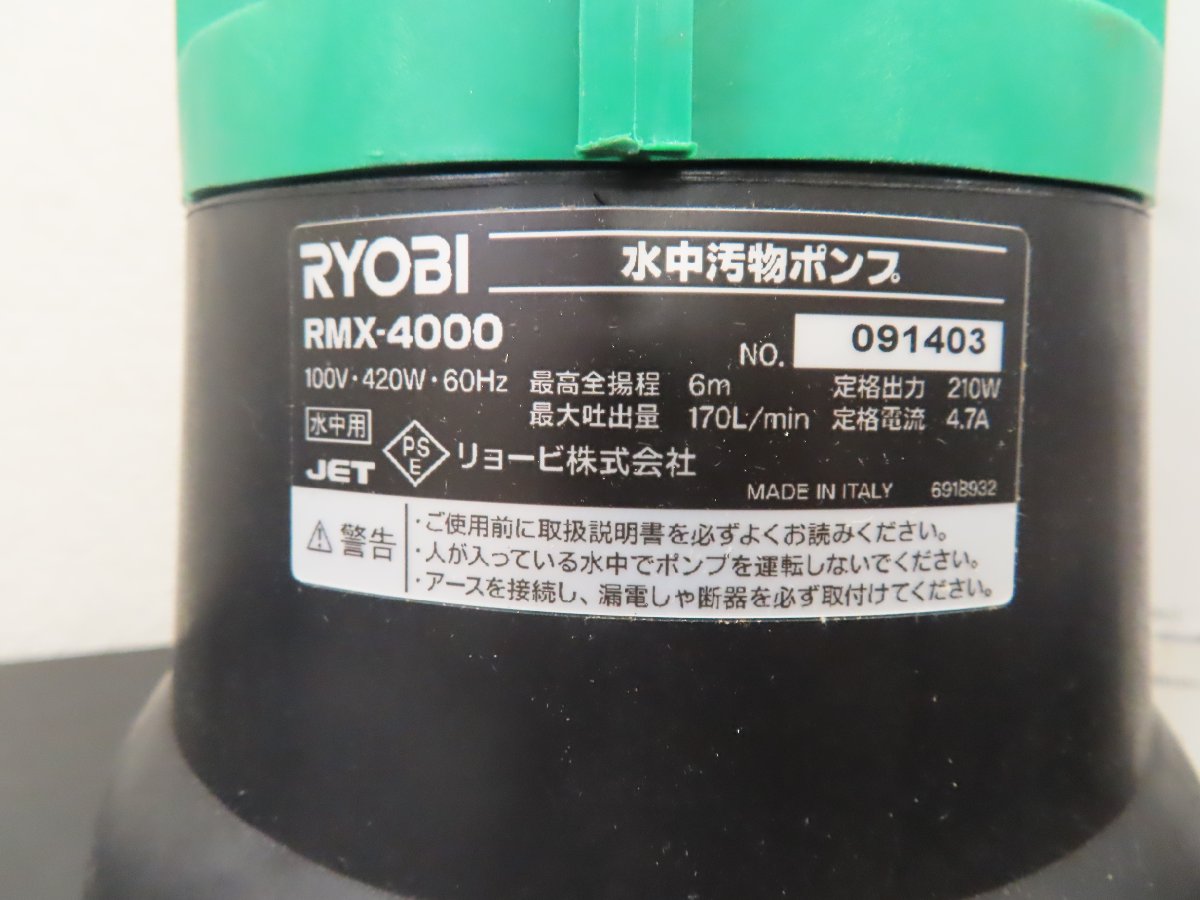 RYOBI 水中汚物ポンプ
RMX-4000
NO. 091403
100V・420W・60Hz 最高全揚程 6m 定格出力 210W
最大吐出量 170L/min 定格電流 4.7A
水中用
PS
E
リョービ株式会社
JET
MADE IN ITALY 6918932
警告
・ご使用前に取扱説明書を必ずよくお読みください。
・人が入っている水中でポンプを運転しないでください。
・アースを接続し、漏電しゃ断器を必ず取付けてください。